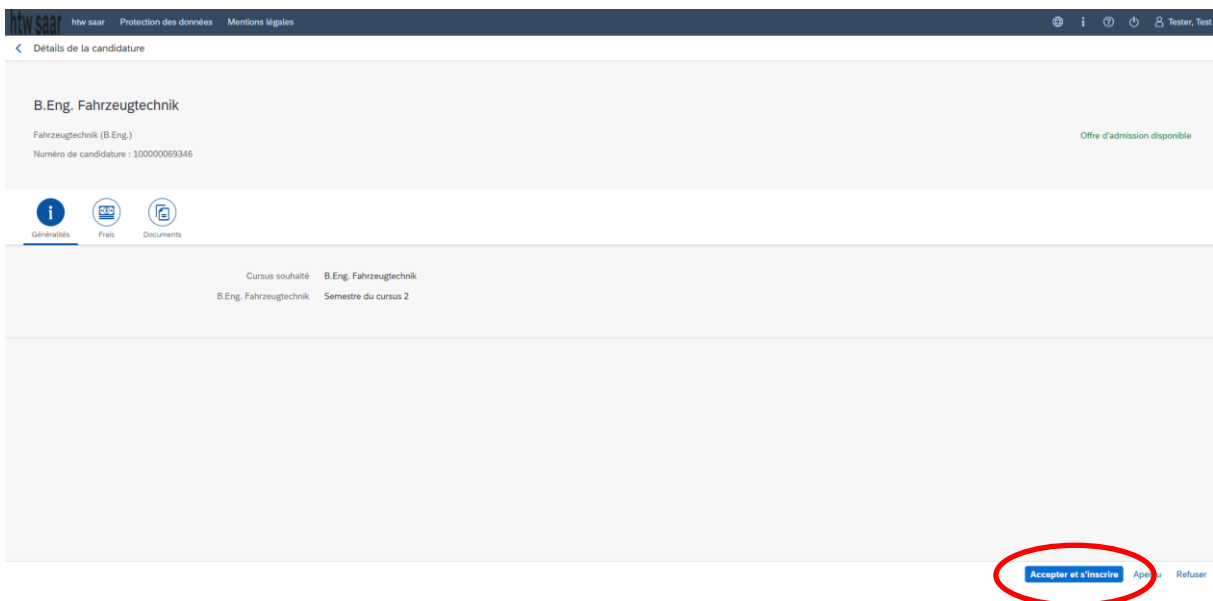 htw saar htw saar Protection des données Mentions légales i ? Tester, Test
Détails de la candidature
B.Eng. Fahrzeugtechnik
Fahrzeugtechnik (B.Eng.)
Offre d'admission disponible
Numéro de candidature : 100000069346
Généralités Frais Documents
Cursus souhaité B.Eng. Fahrzeugtechnik
B.Eng. Fahrzeugtechnik Semestre du cursus 2
Accepter et s'inscrire Aperçu Refuser